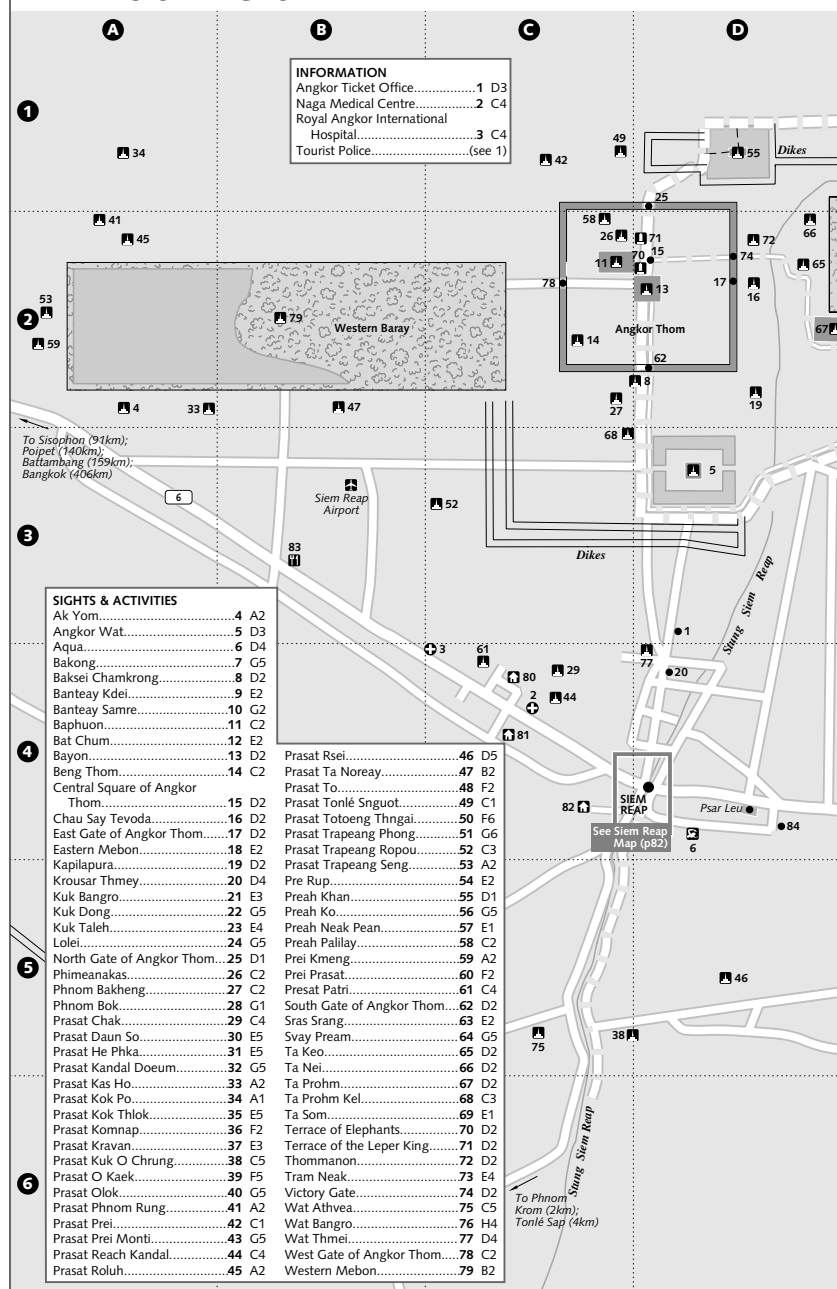 A
B
C
D
1
2
3
4
5
6
INFORMATION
Angkor Ticket Office.................1 D3
Naga Medical Centre.................2 C4
Royal Angkor International
Hospital.................3 C4
Tourist Police.................(see 1)
34
41
45
53
59
4
33
79
Western Baray
47
42
49
Dikes
55
25
58
26
71
15
70
11
13
78
17
74
72
16
66
65
67
14
Angkor Thom
62
8
27
19
68
5
To Sisophon (91km);
Poipet (140km);
Battambang (159km);
Bangkok (406km)
6
Siem Reap
Airport
52
83
Dikes
Stung Siem Reap
1
3
61
80
29
2
44
81
77
20
82
SIEM
REAP
Psar Leu
84
See Siem Reap
Map (p82)
6
46
75
38
Stung Siem Reap
To Phnom
Krom (2km);
Tonlé Sap (4km)
SIGHTS & ACTIVITIES
Ak Yom.................4 A2
Angkor Wat.................5 D3
Aqua.................6 D4
Bakong.................7 G5
Baksei Chamkrong.................8 D2
Banteay Kdei.................9 E2
Banteay Samre.................10 G2
Baphuon.................11 C2
Bat Chum.................12 E2
Bayon.................13 D2
Beng Thom.................14 C2
Central Square of Angkor
Thom.................15 D2
Chau Say Tevoda.................16 D2
East Gate of Angkor Thom....17 D2
Eastern Mebon.................18 E2
Kapilapura.................19 D2
Krousar Thmey.................20 D4
Kuk Bangro.................21 E3
Kuk Dong.................22 G5
Kuk Taleh.................23 E4
Lolei.................24 G5
North Gate of Angkor Thom...25 D1
Phimeanakas.................26 C2
Phnom Bakheng.................27 C2
Phnom Bok.................28 G1
Prasat Chak.................29 C4
Prasat Daun So.................30 E5
Prasat He Phka.................31 E5
Prasat Kandal Doeum.................32 G5
Prasat Kas Ho.................33 A2
Prasat Kok Po.................34 A1
Prasat Kok Thlok.................35 E5
Prasat Komnap.................36 F2
Prasat Kravan.................37 E3
Prasat Kuk O Chrung.................38 C5
Prasat O Kaek.................39 F5
Prasat Olok.................40 G5
Prasat Phnom Rung.................41 A2
Prasat Prei.................42 C1
Prasat Prei Monti.................43 G5
Prasat Reach Kandal.................44 C4
Prasat Roluh.................45 A2
Prasat Rsei.................46 D5
Prasat Ta Noreay.................47 B2
Prasat To.................48 F2
Prasat Tonlé Snguot.................49 C1
Prasat Totoeng Thngai.................50 F6
Prasat Trapeang Phong.................51 G6
Prasat Trapeang Ropou.................52 C3
Prasat Trapeang Seng.................53 A2
Pre Rup.................54 E2
Preah Khan.................55 D1
Preah Ko.................56 G5
Preah Neak Pean.................57 E1
Preah Palilay.................58 C2
Prei Kmeng.................59 A2
Prei Prasat.................60 F2
Presat Patri.................61 C4
South Gate of Angkor Thom....62 D2
Sras Srang.................63 E2
Svay Pream.................64 G5
Ta Keo.................65 D2
Ta Nei.................66 D2
Ta Prohm.................67 D2
Ta Prohm Kel.................68 C3
Ta Som.................69 E1
Terrace of Elephants.................70 D2
Terrace of the Leper King.................71 D2
Thommanon.................72 D2
Tram Neak.................73 E4
Victory Gate.................74 D2
Wat Athvea.................75 C5
Wat Bangro.................76 H4
Wat Thmei.................77 D4
West Gate of Angkor Thom....78 C2
Western Mebon.................79 B2